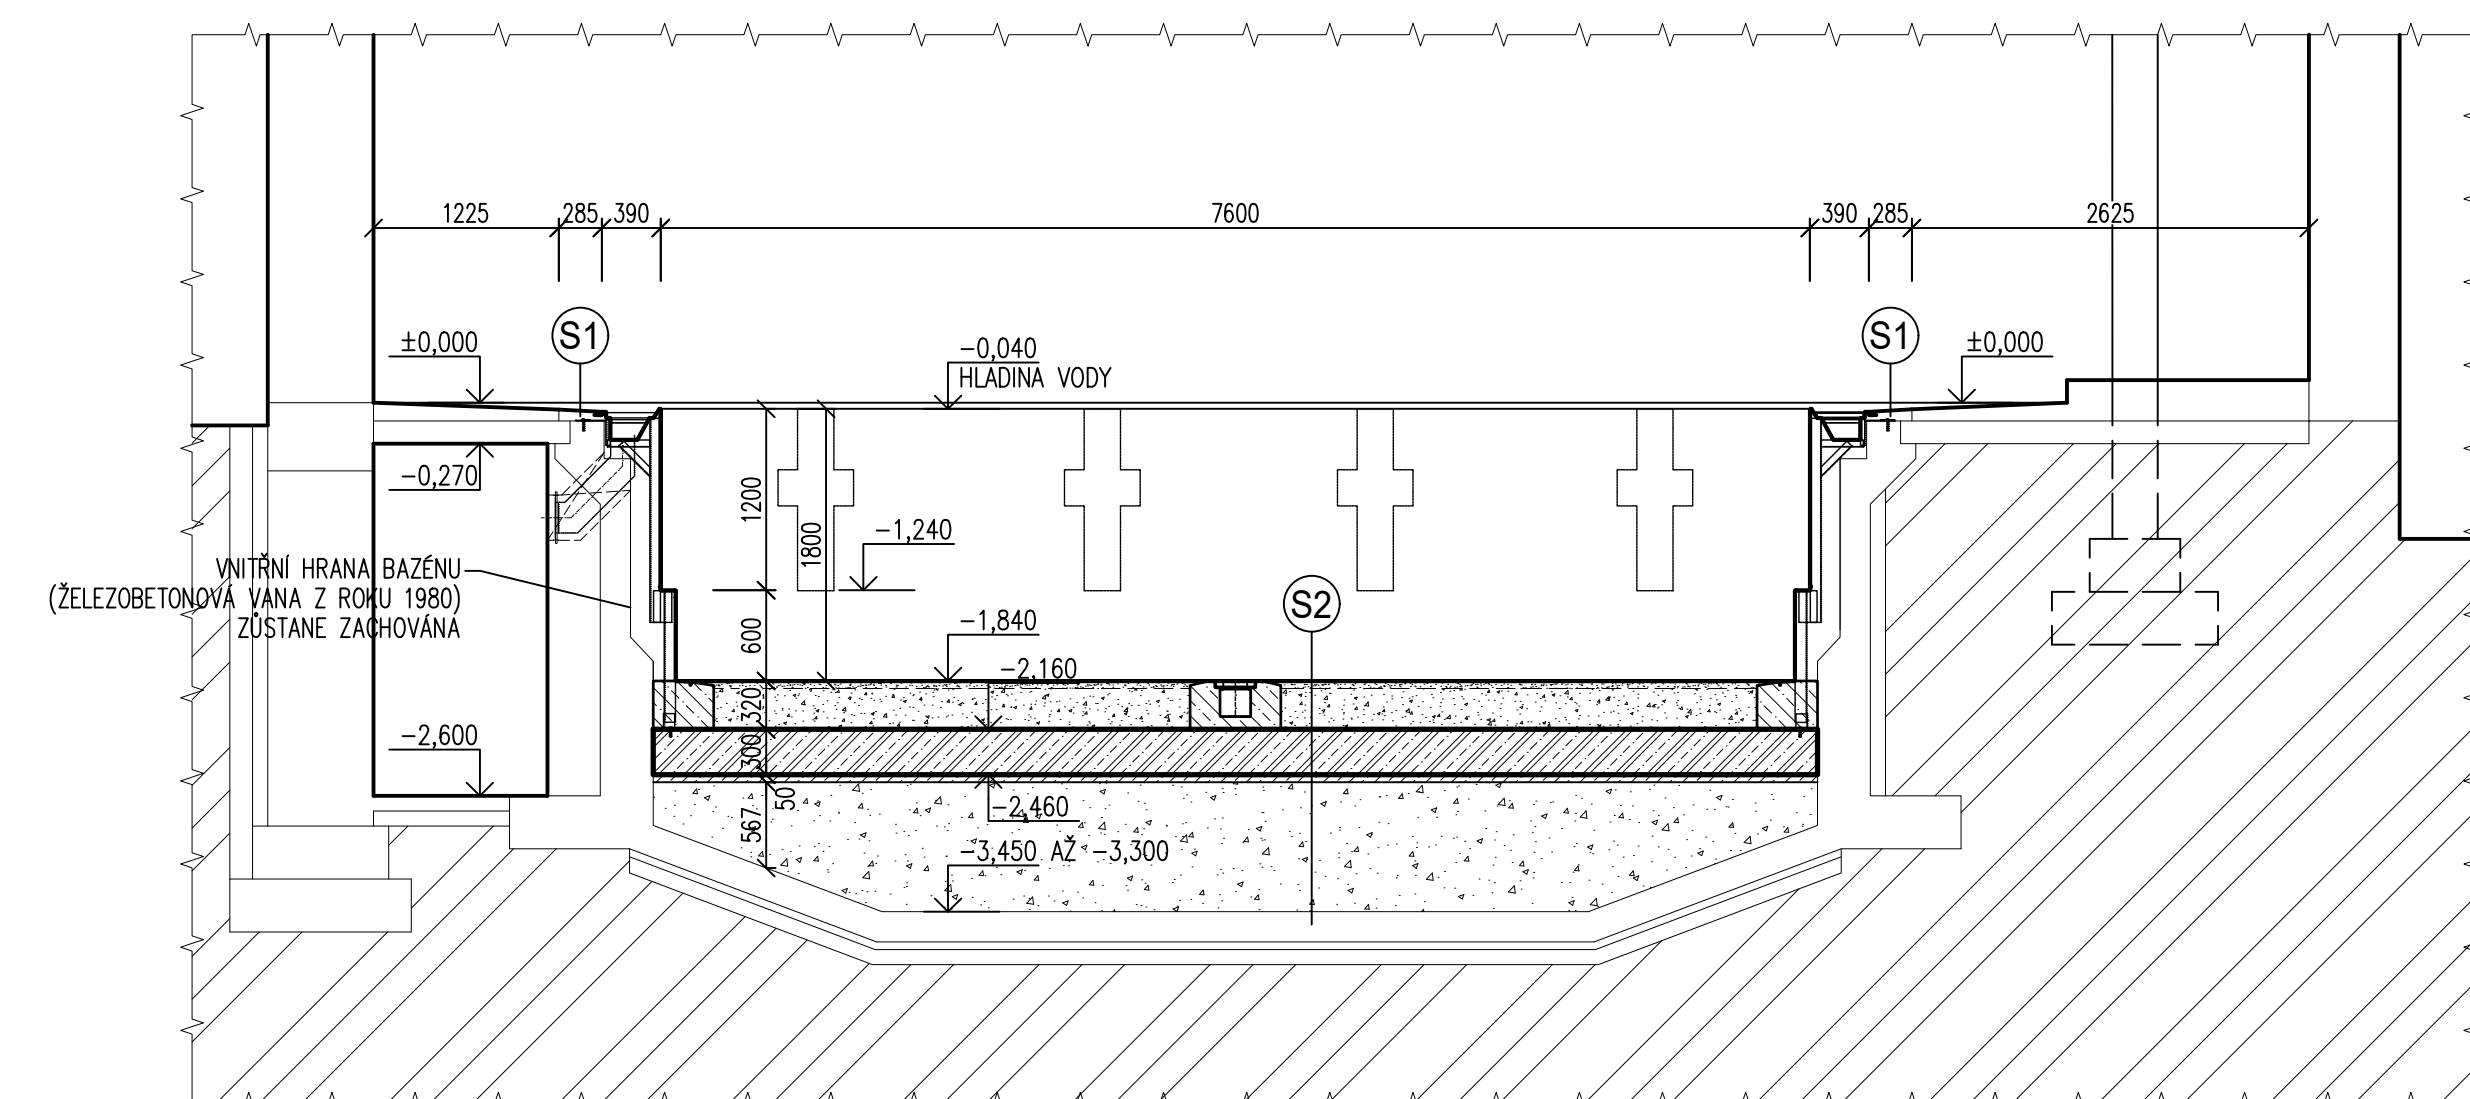 1225
285
390
7600
390
285
2625
S1
S1
±0,000
-0,040
HLADINA VODY
±0,000
-0,270
1200
1800
-1,240
VNITŘNÍ HRANA BAZÉNU
(ŽELEZOBETONOVÁ VANA Z ROKU 1980)
ZŮSTANE ZACHOVÁNA
S2
600
-1,840
-2,160
320
-2,600
300
50
-2,460
567
-3,450 AŽ -3,300